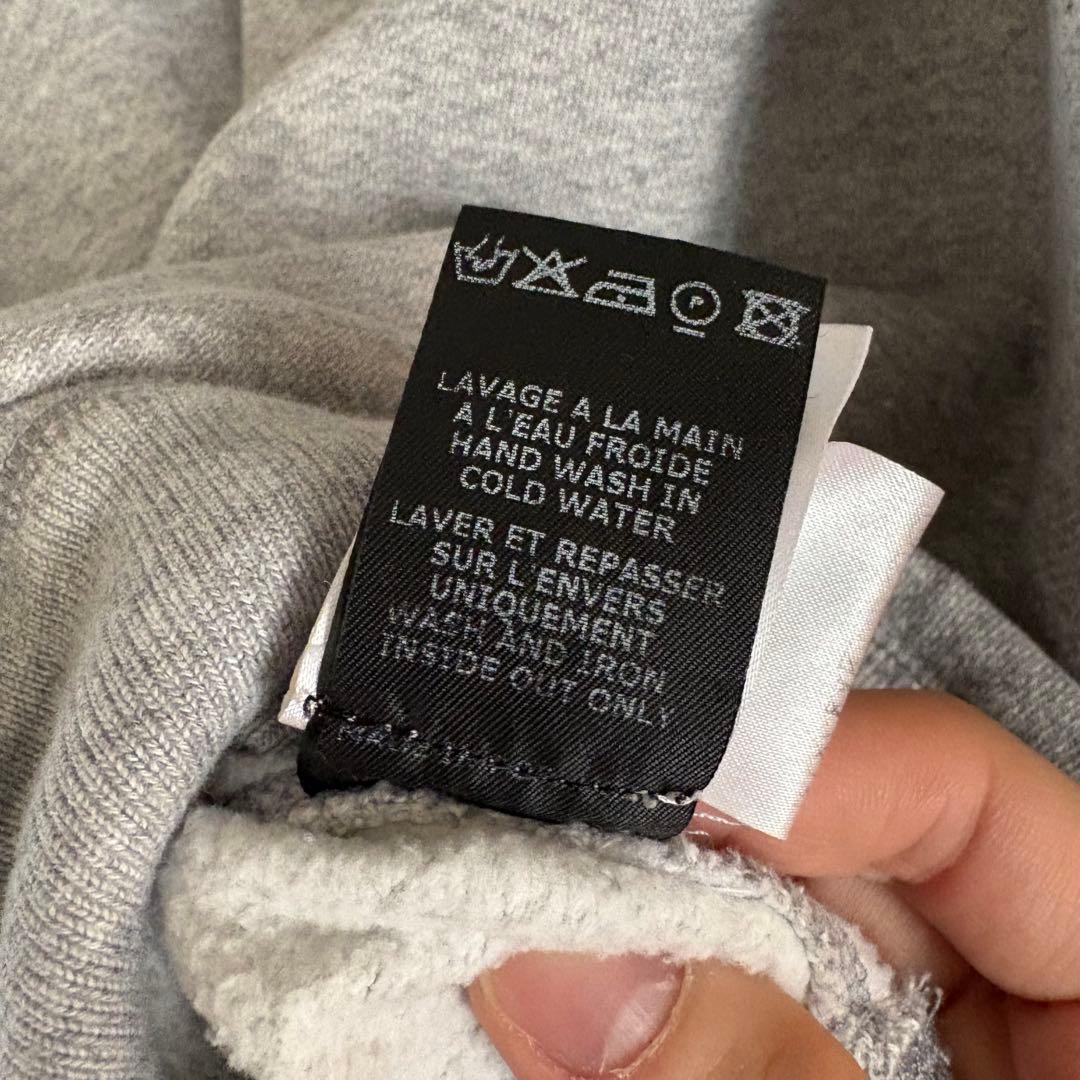 P
LAVAGE A LA MAIN
À L'EAU FROIDE
HAND WASH IN
COLD WATER
LAVER ET REPASSER
SUR L'ENVERS
UNIQUEMENT
WASH AND IRON
INSIDE OUT ONLY